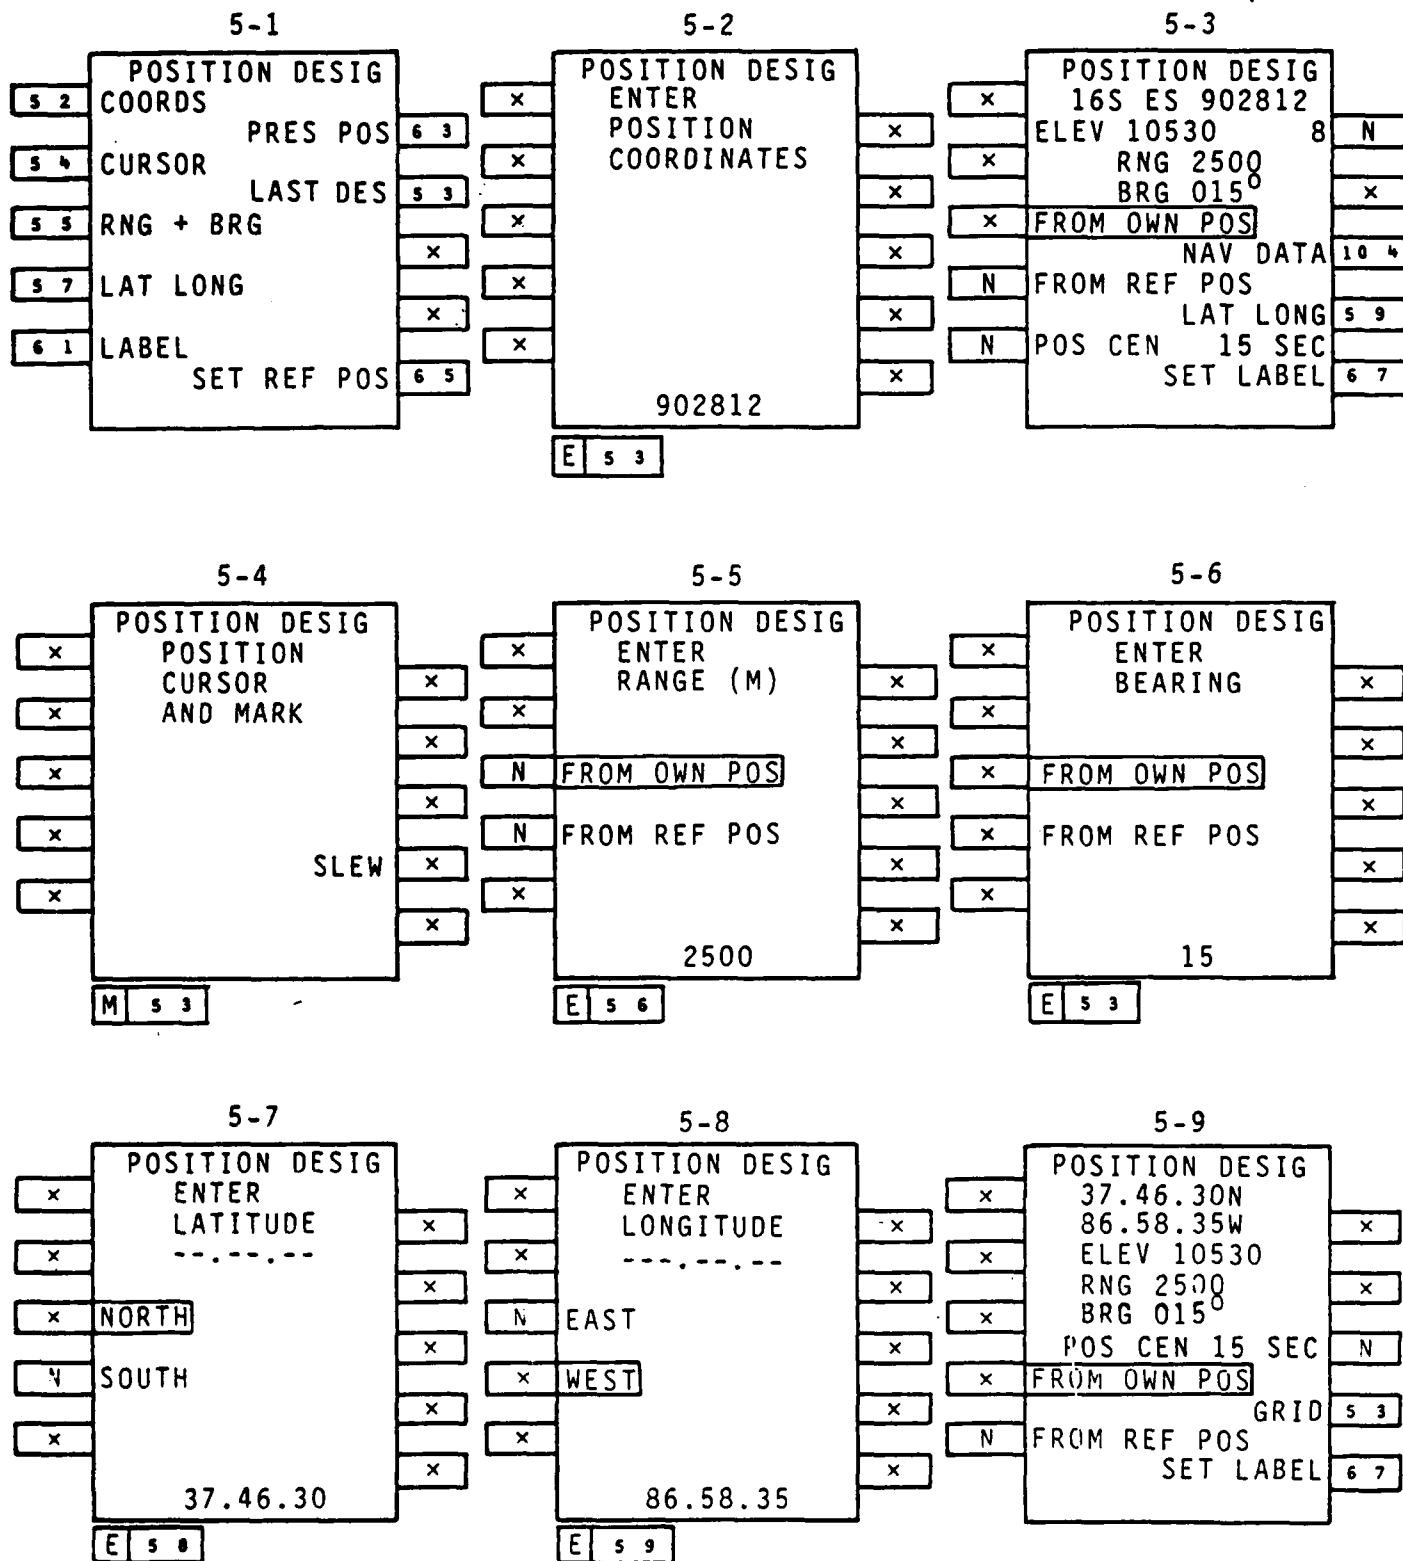 5-1
POSITION DESIG
5 2 COORDS
PRES POS 6 3
5 4 CURSOR
LAST DES 5 3
5 5 RNG + BRG
×
5 7 LAT LONG
×
6 1 LABEL
SET REF POS 6 5
5-2
POSITION DESIG
× ENTER
POSITION ×
× COORDINATES
×
×
×
×
×
×
×
902812
E 5 3
5-3
POSITION DESIG
× 16S ES 902812
ELEV 10530 8 N
× RNG 2500
BRG 015° ×
× FROM OWN POS
NAV DATA 10 4
N FROM REF POS
LAT LONG 5 9
N POS CEN 15 SEC
SET LABEL 6 7
5-4
POSITION DESIG
× POSITION
CURSOR ×
× AND MARK
×
×
×
×
SLEW ×
×
×
M 5 3
5-5
POSITION DESIG
× ENTER
RANGE (M) ×
×
×
N FROM OWN POS
×
N FROM REF POS
×
×
×
2500
E 5 6
5-6
POSITION DESIG
× ENTER
BEARING ×
×
×
× FROM OWN POS
×
× FROM REF POS
×
×
×
15
E 5 3
5-7
POSITION DESIG
× ENTER
LATITUDE ×
× --.--.--
×
× NORTH
×
N SOUTH
×
×
×
37.46.30
E 5 8
5-8
POSITION DESIG
× ENTER
LONGITUDE ×
× ---.--.--
×
N EAST
×
× WEST
×
×
×
86.58.35
E 5 9
5-9
POSITION DESIG
× 37.46.30N
86.58.35W ×
× ELEV 10530
RNG 2500 ×
× BRG 015°
POS CEN 15 SEC N
× FROM OWN POS
GRID 5 3
N FROM REF POS
SET LABEL 6 7